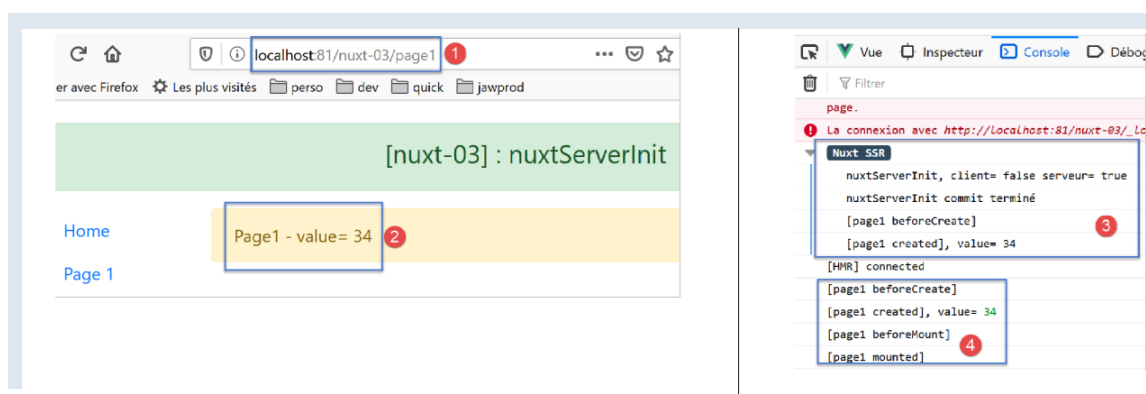 localhost:81/nuxt-03/page1 1
er avec Firefox Les plus visités perso dev quick jawprod
[nuxt-03] : nuxtServerInit
Home
Page1 - value= 34 2
Page 1
Vue Inspecteur Console Débog
Filtrer
page.
La connexion avec http://localhost:81/nuxt-03/_lc
Nuxt SSR
nuxtServerInit, client= false serveur= true
nuxtServerInit commit terminé
[page1 beforeCreate]
3
[page1 created], value= 34
[HMR] connected
[page1 beforeCreate]
[page1 created], value= 34
[page1 beforeMount]
4
[page1 mounted]